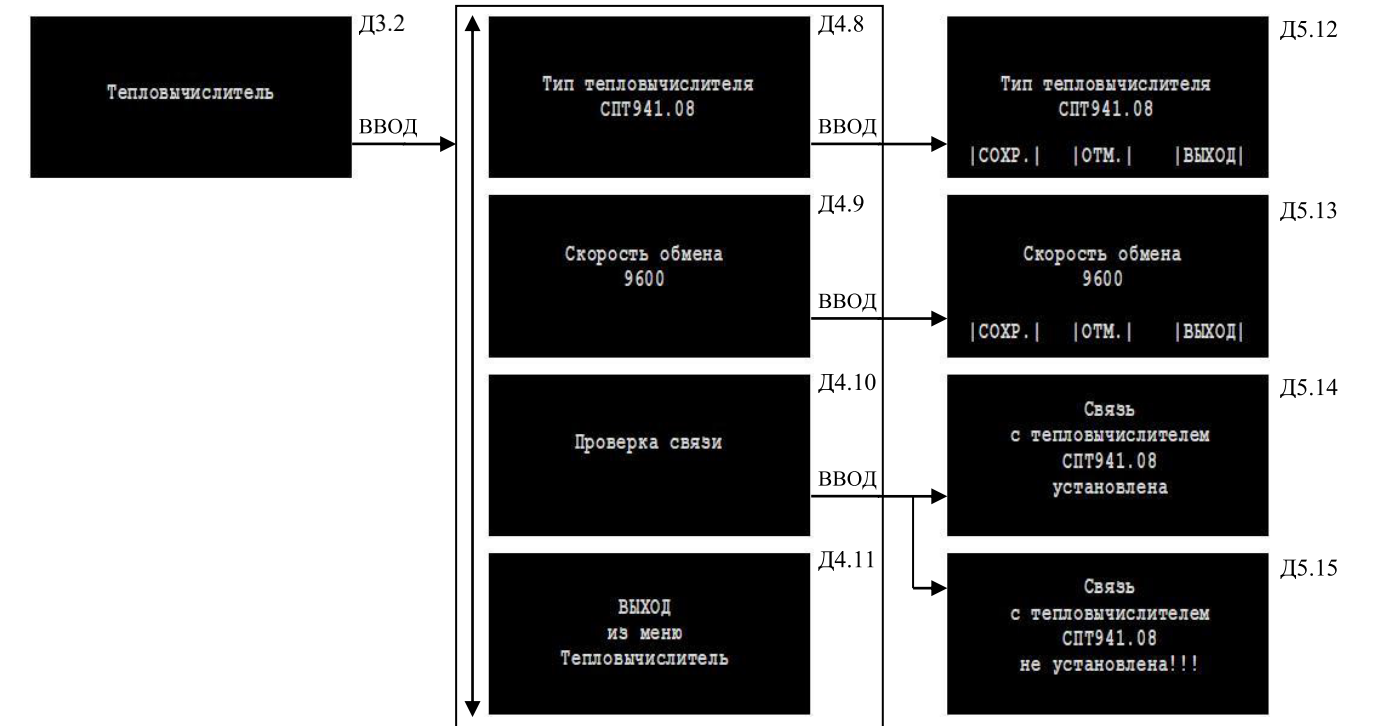 Д3.2
Тепловычислитель
ВВОД
Д4.8
Тип тепловычислителя
СПТ941.08
ВВОД
Д5.12
Тип тепловычислителя
СПТ941.08
|СОХР.| |ОТМ.| |ВЫХОД|
Д4.9
Скорость обмена
9600
ВВОД
Д5.13
Скорость обмена
9600
|СОХР.| |ОТМ.| |ВЫХОД|
Д4.10
Проверка связи
ВВОД
Д5.14
Связь
с тепловычислителем
СПТ941.08
установлена
Д4.11
ВЫХОД
из меню
Тепловычислитель
Д5.15
Связь
с тепловычислителем
СПТ941.08
не установлена!!!